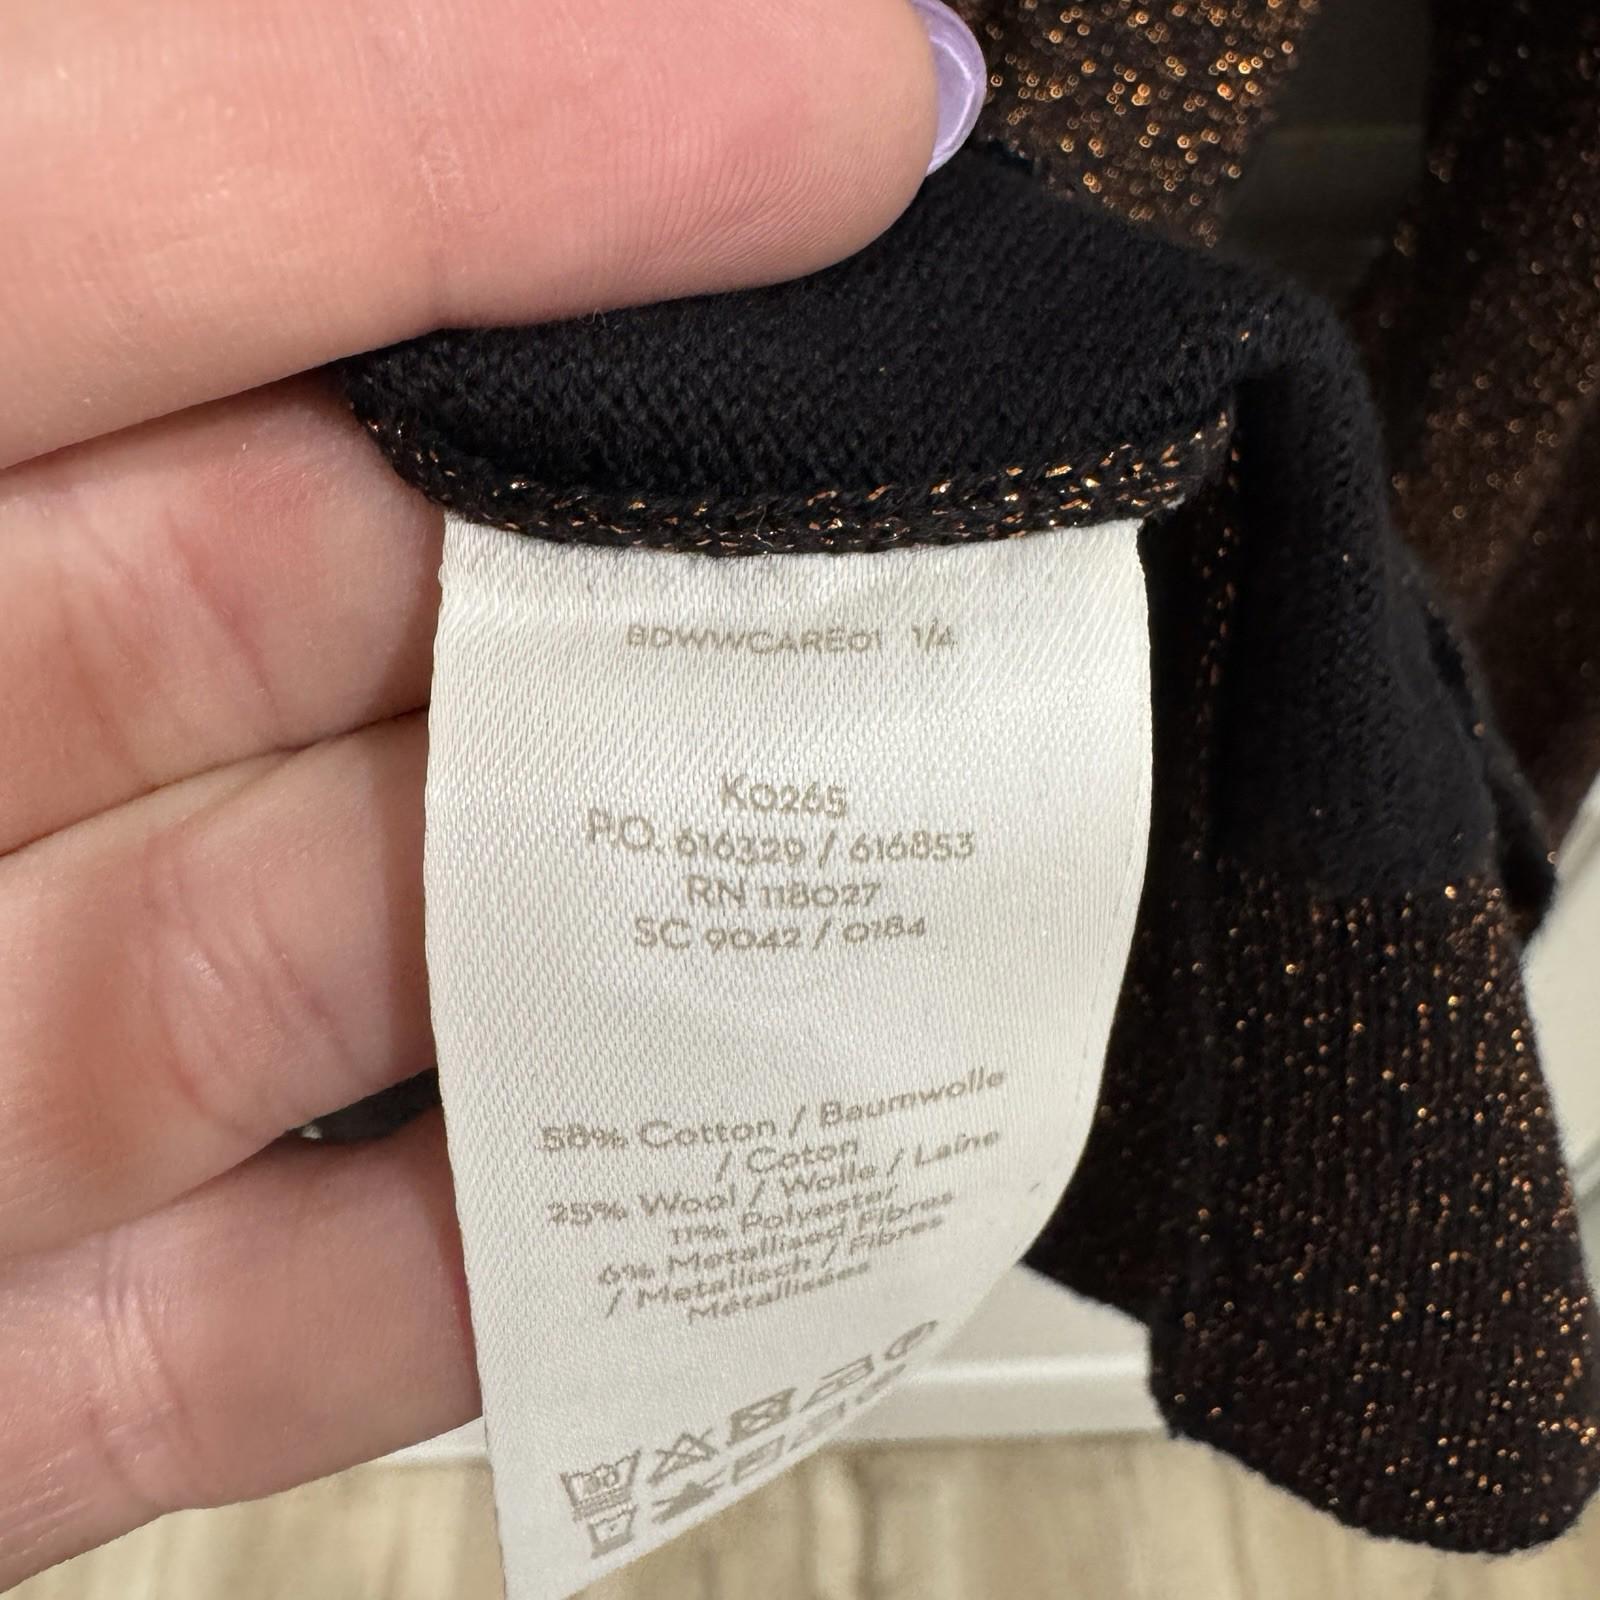 BDWWCARE01 1/4
K0265
P.O. 616329 / 616853
RN 118027
SC 9042 / 0184
58% Cotton / Baumwolle
/ Coton
25% Wool / Wolle / Laine
11% Polyester
6% Metallised Fibres
/ Metallisch / Fibres
Métallisées
30